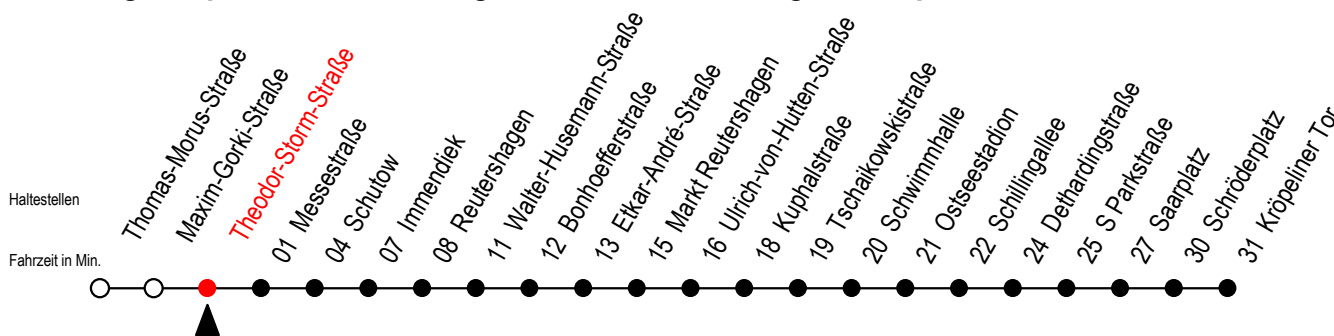 Haltestellen
Fahrzeit in Min.
Thomas-Morus-Straße
Maxim-Gorki-Straße
Theodor-Storm-Straße
01 Messestraße
04 Schutow
07 Immendiek
08 Reutershagen
11 Walter-Husemann-Straße
12 Bonhoefferstraße
13 Etkar-André-Straße
15 Markt Reutershagen
16 Ulrich-von-Hutten-Straße
18 Kuphalstraße
19 Tschaikowskistraße
20 Schwimmhalle
21 Ostseestadion
22 Schillingallee
24 Dethardingstraße
25 S Parkstraße
27 Saarplatz
30 Schröderplatz
31 Kröpeliner Tor